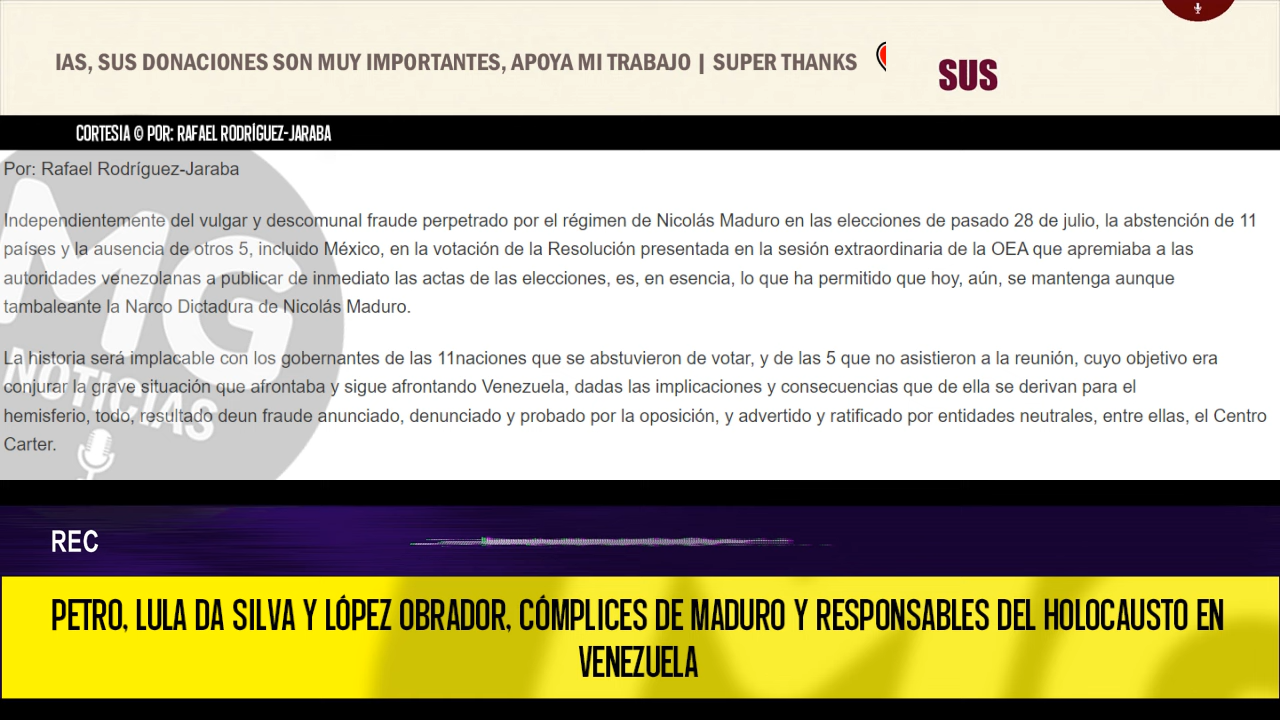 IAS, SUS DONACIONES SON MUY IMPORTANTES, APOYA MI TRABAJO | SUPER THANKS
SUS
CORTESIA © POR: RAFAEL RODRÍGUEZ-JARABA
Por: Rafael Rodríguez-Jaraba
Independientemente del vulgar y descomunal fraude perpetrado por el régimen de Nicolás Maduro en las elecciones de pasado 28 de julio, la abstención de 11
países y la ausencia de otros 5, incluido México, en la votación de la Resolución presentada en la sesión extraordinaria de la OEA que apremiaba a las
autoridades venezolanas a publicar de inmediato las actas de las elecciones, es, en esencia, lo que ha permitido que hoy, aún, se mantenga aunque
tambaleante la Narco Dictadura de Nicolás Maduro.
La historia será implacable con los gobernantes de las 11naciones que se abstuvieron de votar, y de las 5 que no asistieron a la reunión, cuyo objetivo era
conjurar la grave situación que afrontaba y sigue afrontando Venezuela, dadas las implicaciones y consecuencias que de ella se derivan para el
hemisferio, todo, resultado deun fraude anunciado, denunciado y probado por la oposición, y advertido y ratificado por entidades neutrales, entre ellas, el Centro
Carter.
MG
NOTICIAS
REC
PETRO, LULA DA SILVA Y LÓPEZ OBRADOR, CÓMPLICES DE MADURO Y RESPONSABLES DEL HOLOCAUSTO EN
VENEZUELA